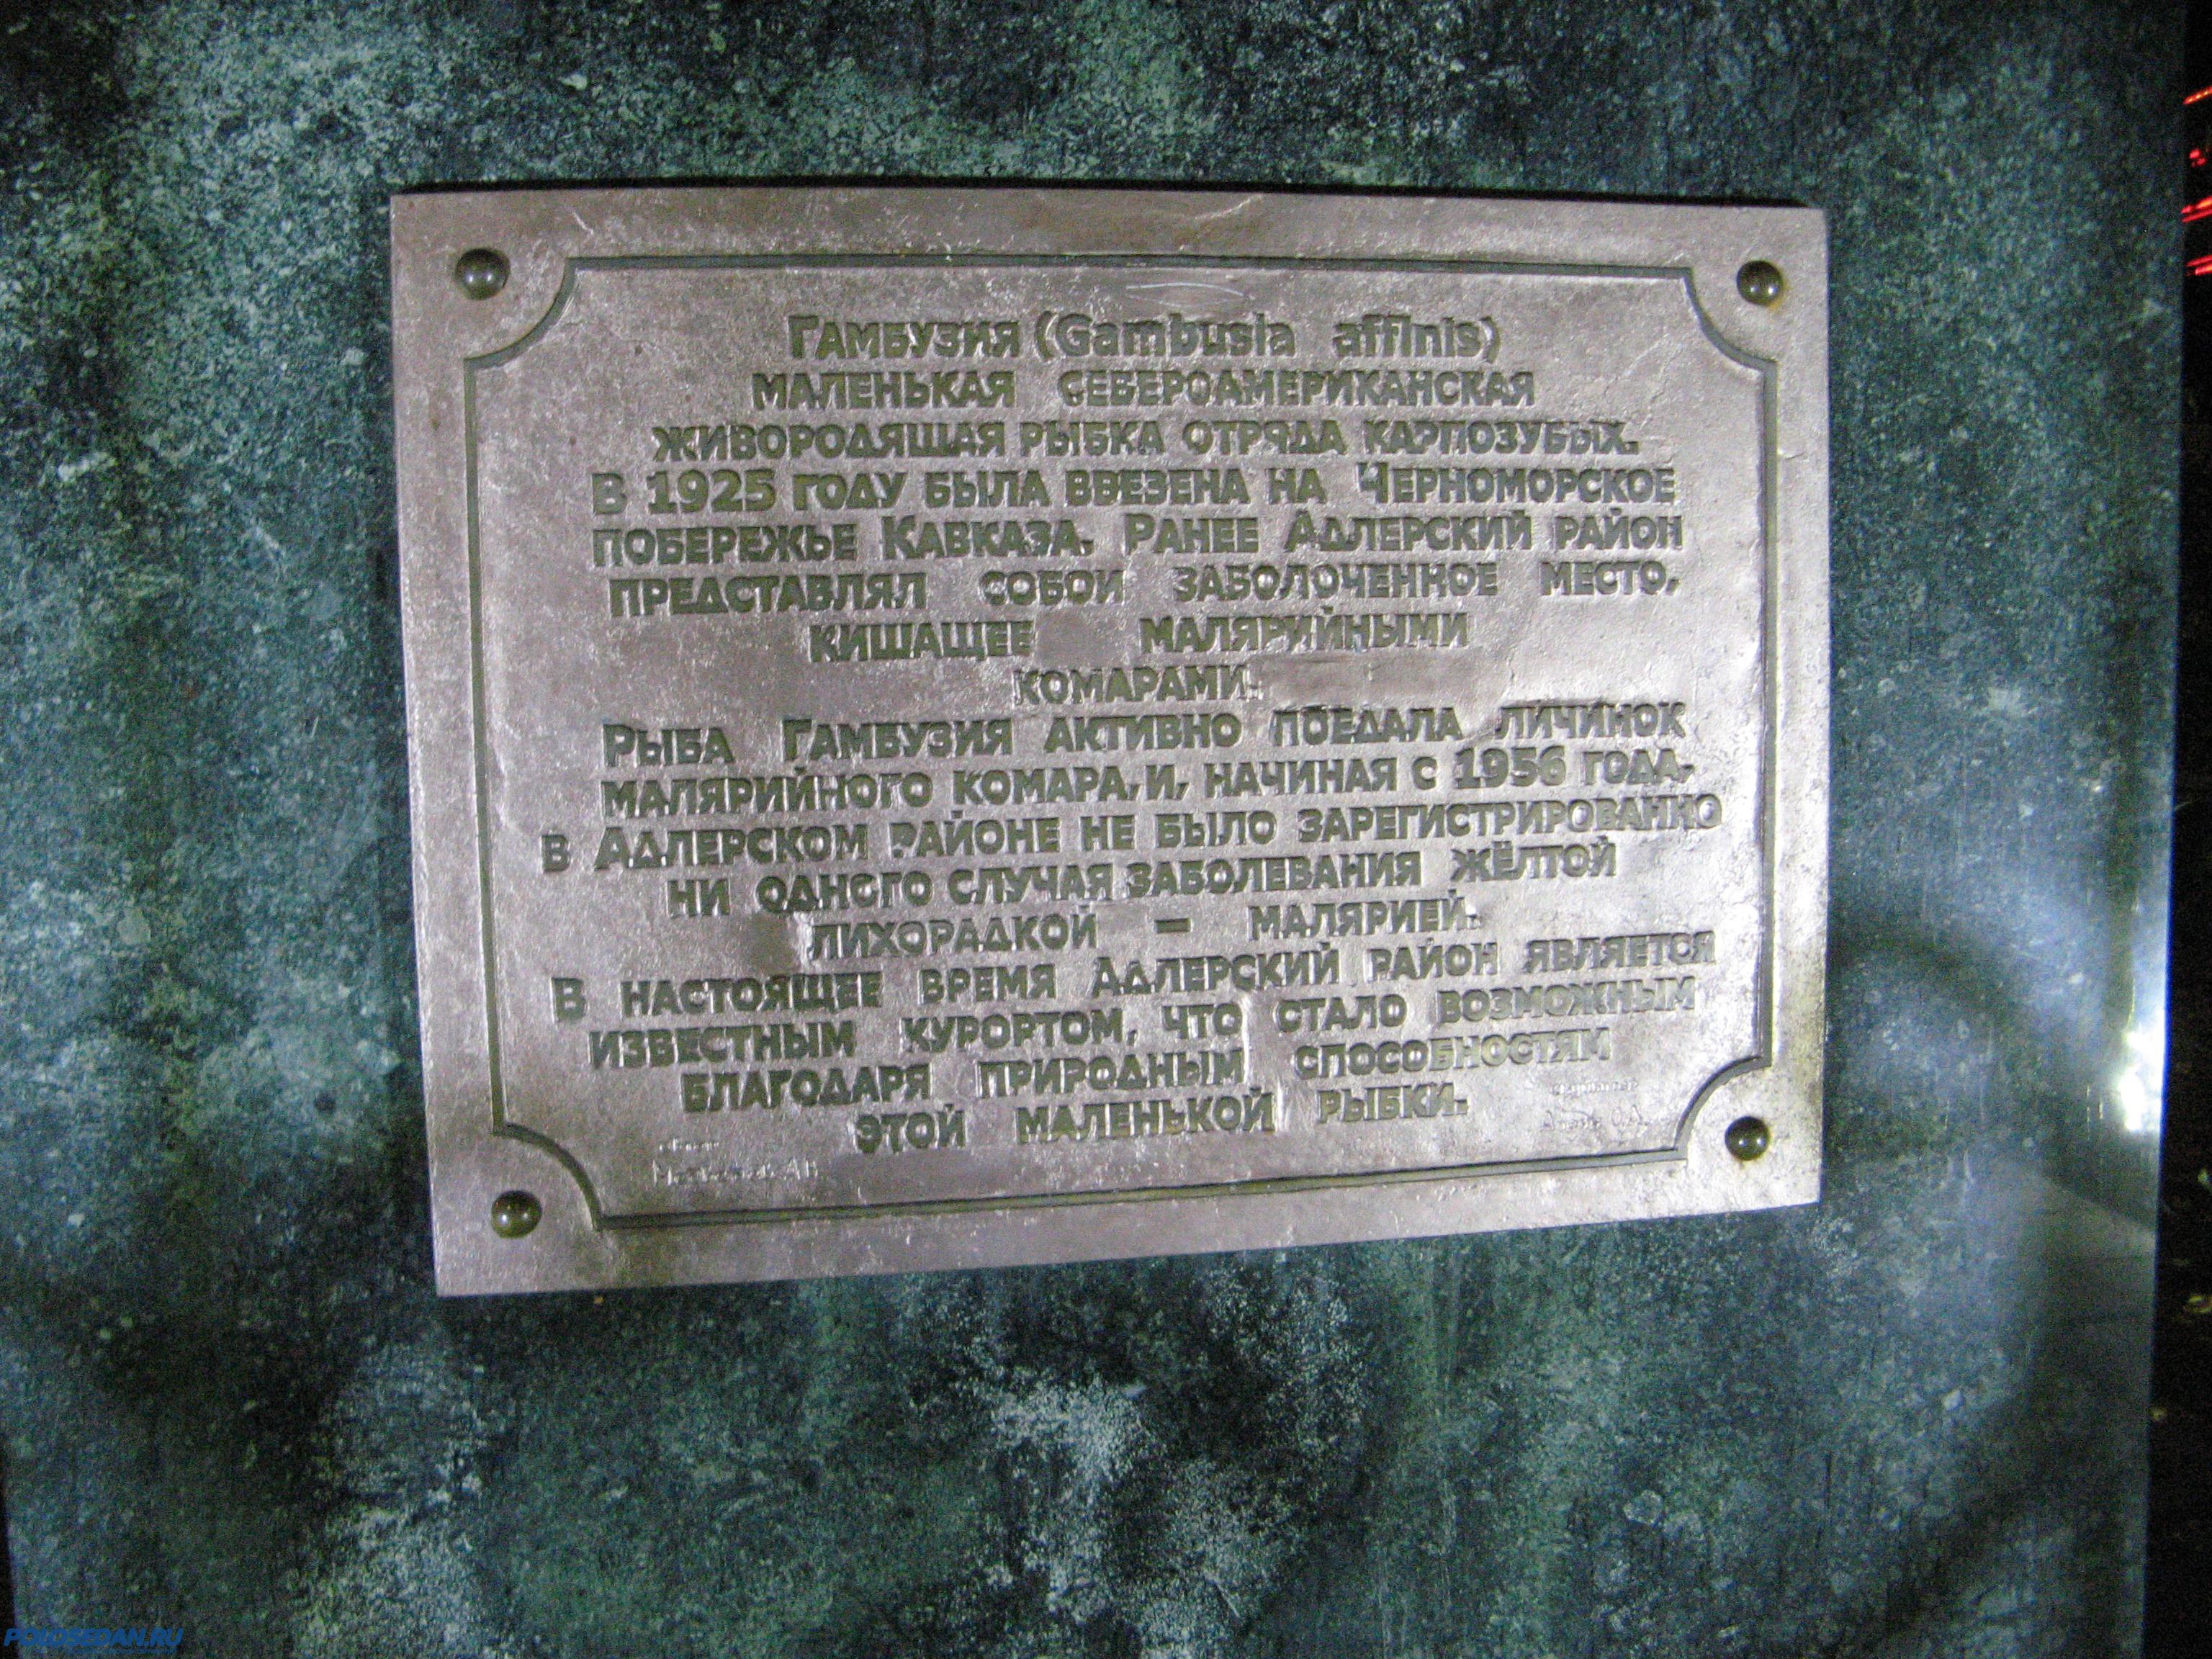 Гамбузия (Gambusia affinis)
маленькая североамериканская
живородящая рыбка отряда карпозубых.
В 1925 году была ввезена на Черноморское
побережье Кавказа. Ранее Адлерский район
представлял собой заболоченное место,
кишащее малярийными
комарами.
Рыба Гамбузия активно поедала личинок
малярийного комара, и, начиная с 1956 года,
в Адлерском районе не было зарегистрированно
ни одного случая заболевания жёлтой
лихорадкой – малярией.
В настоящее время Адлерский район является
известным курортом, что стало возможным
благодаря природным способностям
этой маленькой рыбки.
POLOSEDAN.RU